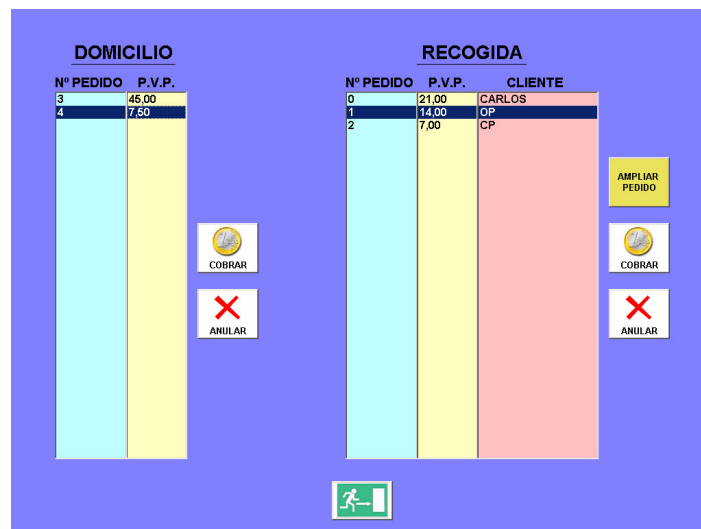 DOMICILIO
Nº PEDIDO P.V.P.
3 45,00
4 7,50
COBRAR
ANULAR
RECOGIDA
Nº PEDIDO P.V.P. CLIENTE
0 21,00 CARLOS
1 14,00 OP
2 7,00 CP
AMPLIAR
PEDIDO
COBRAR
ANULAR